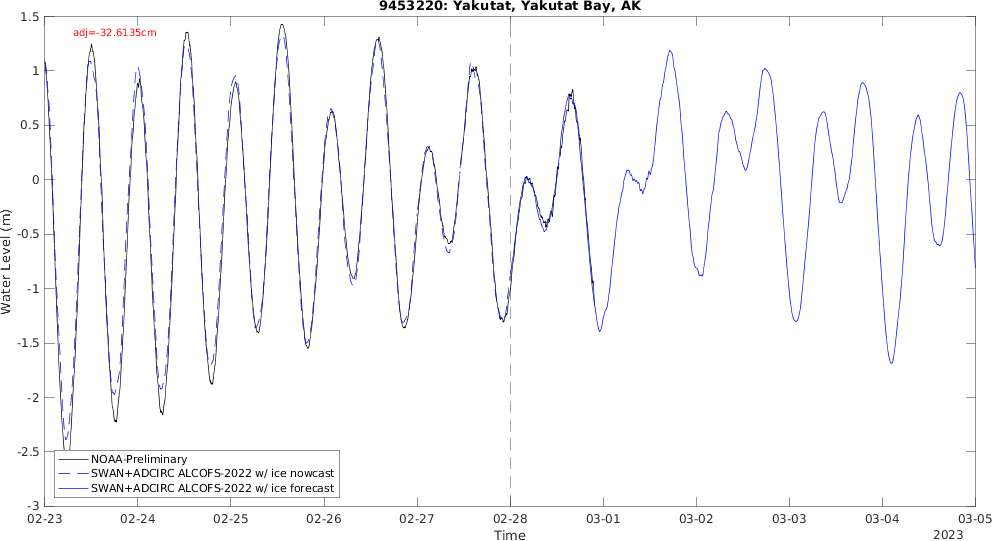 9453220: Yakutat, Yakutat Bay, AK
adj=-32.6135cm
Water Level (m)
1.5
1
0.5
0
-0.5
-1
-1.5
-2
-2.5
-3
NOAA-Preliminary
SWAN+ADCIRC ALCOFS-2022 w/ ice nowcast
SWAN+ADCIRC ALCOFS-2022 w/ ice forecast
02-23 02-24 02-25 02-26 02-27 02-28 03-01 03-02 03-03 03-04 03-05
Time
2023